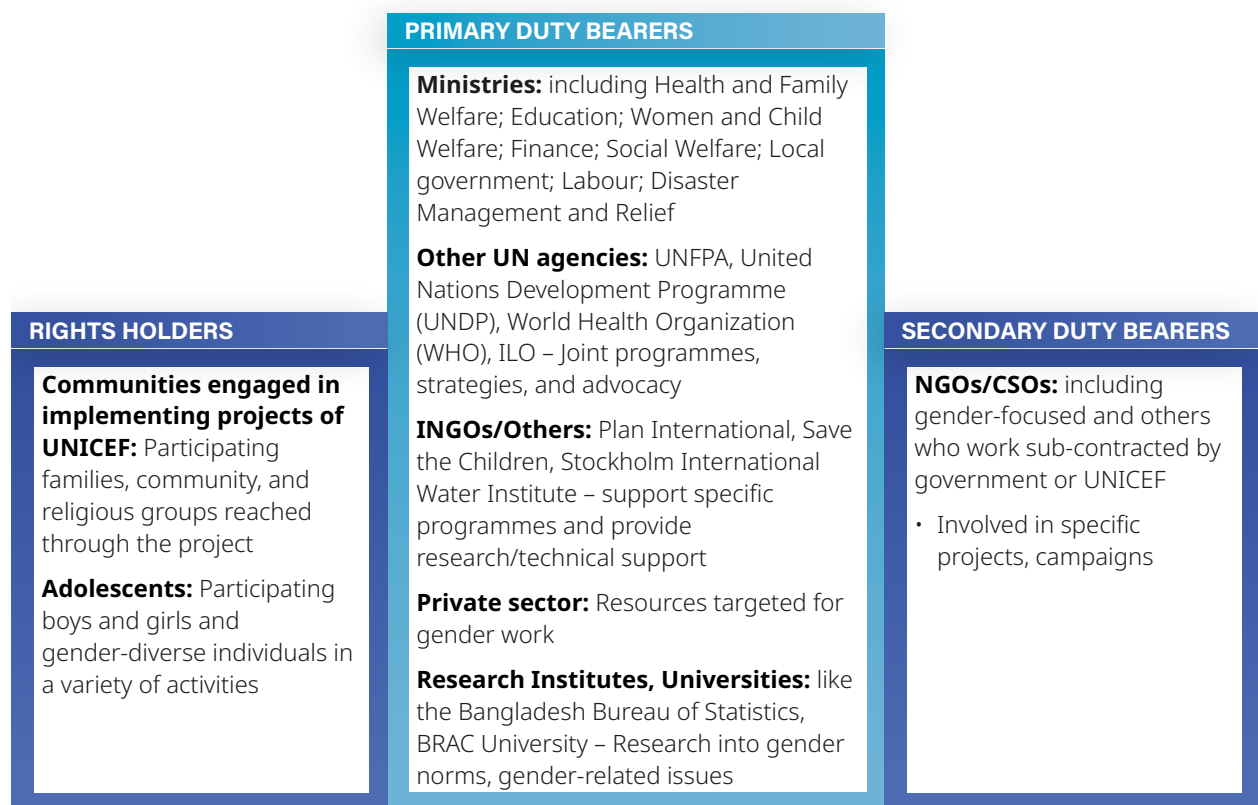 PRIMARY DUTY BEARERS
Ministries: including Health and Family
Welfare; Education; Women and Child
Welfare; Finance; Social Welfare; Local
government; Labour; Disaster
Management and Relief
Other UN agencies: UNFPA, United
Nations Development Programme
(UNDP), World Health Organization
(WHO), ILO – Joint programmes,
strategies, and advocacy
INGOs/Others: Plan International, Save
the Children, Stockholm International
Water Institute – support specific
programmes and provide
research/technical support
Private sector: Resources targeted for
gender work
Research Institutes, Universities: like
the Bangladesh Bureau of Statistics,
BRAC University – Research into gender
norms, gender-related issues
RIGHTS HOLDERS
Communities engaged in
implementing projects of
UNICEF: Participating
families, community, and
religious groups reached
through the project
Adolescents: Participating
boys and girls and
gender-diverse individuals in
a variety of activities
SECONDARY DUTY BEARERS
NGOs/CSOs: including
gender-focused and others
who work sub-contracted by
government or UNICEF
• Involved in specific
projects, campaigns